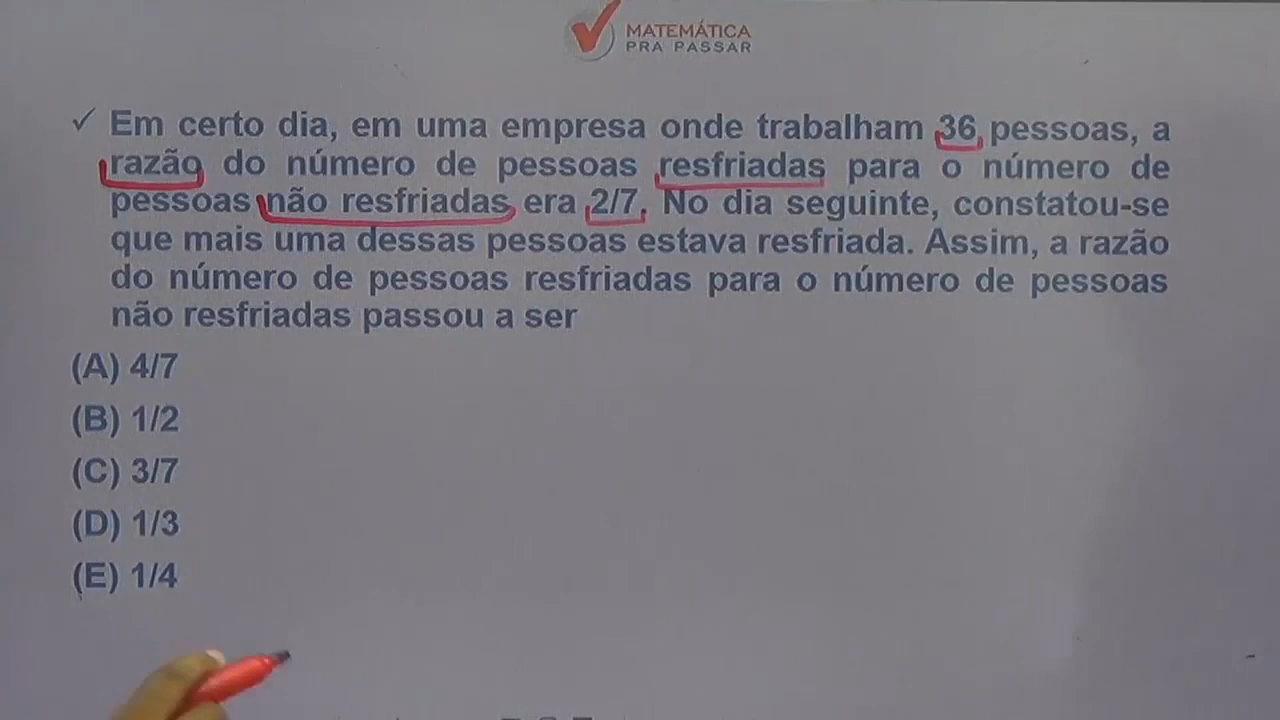 MATEMÁTICA
PRA PASSAR
✓ Em certo dia, em uma empresa onde trabalham 36 pessoas, a
razão do número de pessoas resfriadas para o número de
pessoas não resfriadas era 2/7. No dia seguinte, constatou-se
que mais uma dessas pessoas estava resfriada. Assim, a razão
do número de pessoas resfriadas para o número de pessoas
não resfriadas passou a ser
(A) 4/7
(B) 1/2
(C) 3/7
(D) 1/3
(E) 1/4